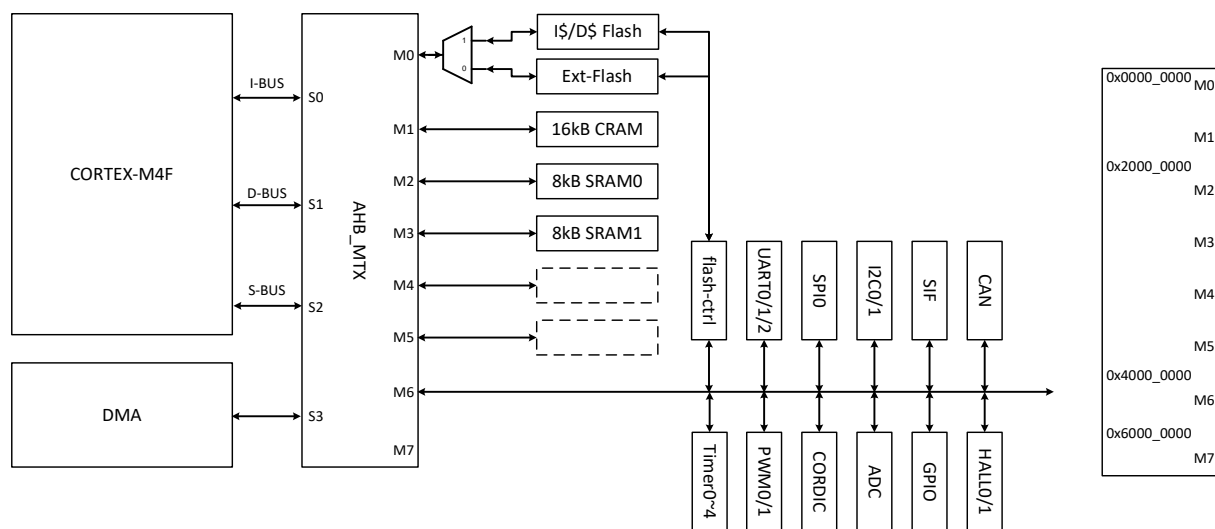 CORTEX-M4F
DMA
I-BUS
D-BUS
S-BUS
S0
S1
S2
S3
AHB_MTX
M0
M1
M2
M3
M4
M5
M6
M7
1
0
I$/D$ Flash
Ext-Flash
16kB CRAM
8kB SRAM0
8kB SRAM1
flash-ctrl
UART0/1/2
SPI0
I2C0/1
SIF
CAN
Timer0~4
PWM0/1
CORDIC
ADC
GPIO
HALL0/1
0x0000_0000
M0
M1
0x2000_0000
M2
M3
M4
M5
0x4000_0000
M6
0x6000_0000
M7